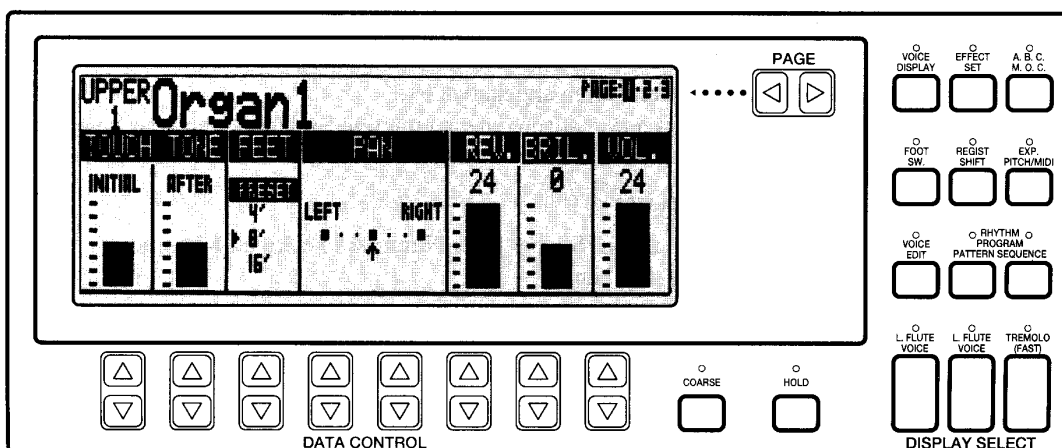 PAGE
UPPER 1 Organ1 PAGE:1·2·3
TOUCH TONE FEET PAN REV. BRIL. VOL.
INITIAL AFTER PRESET 24 0 24
4'
LEFT RIGHT
8'
16'
COARSE HOLD
DATA CONTROL
VOICE DISPLAY
EFFECT SET
A. B. C. M. O. C.
FOOT SW.
REGIST SHIFT
EXP. PITCH/MIDI
VOICE EDIT
RHYTHM PROGRAM
PATTERN SEQUENCE
L. FLUTE VOICE
L. FLUTE VOICE
TREMOLO (FAST)
DISPLAY SELECT